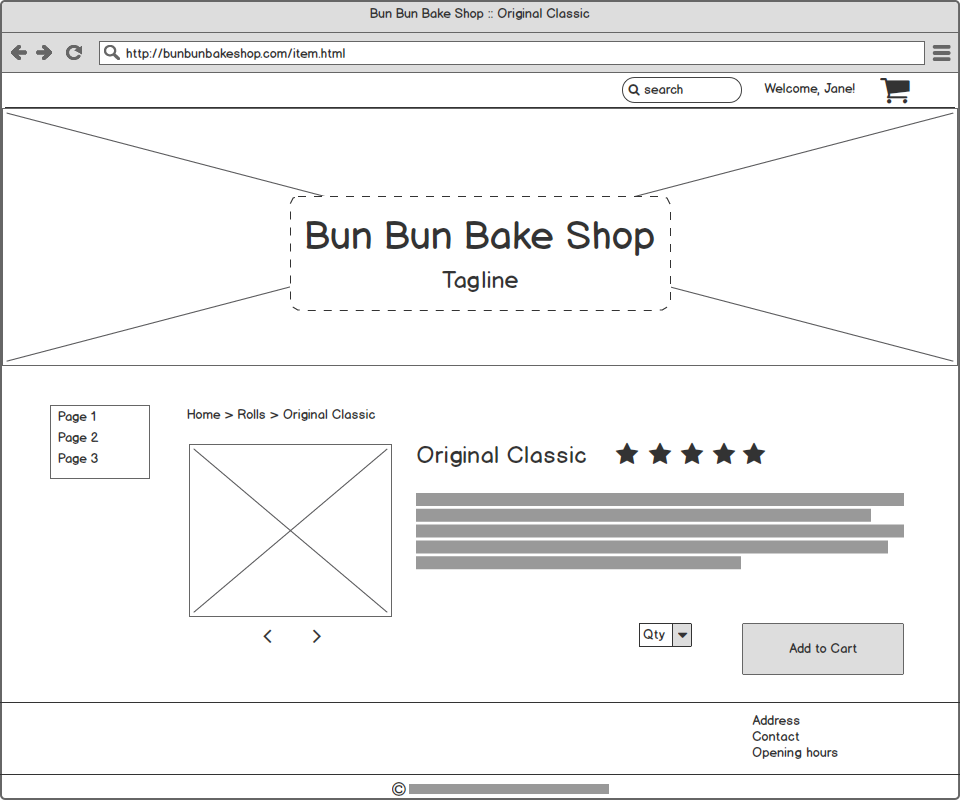 Bun Bun Bake Shop :: Original Classic
http://bunbunbakeshop.com/item.html
search
Welcome, Jane!
Bun Bun Bake Shop
Tagline
Page 1
Page 2
Page 3
Home > Rolls > Original Classic
Original Classic
Qty
Add to Cart
Address
Contact
Opening hours
©